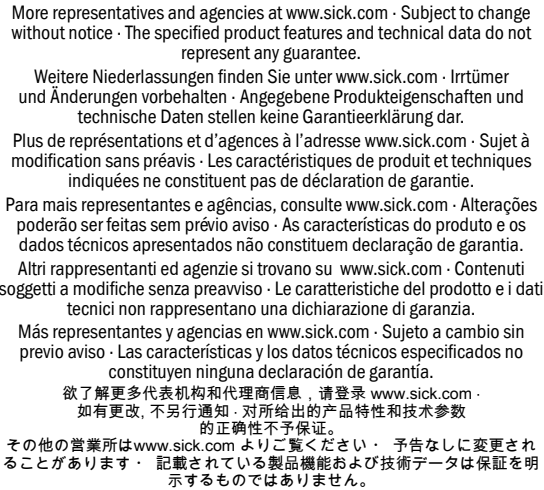 More representatives and agencies at www.sick.com · Subject to change
without notice · The specified product features and technical data do not
represent any guarantee.
Weitere Niederlassungen finden Sie unter www.sick.com · Irrtümer
und Änderungen vorbehalten · Angegebene Produkteigenschaften und
technische Daten stellen keine Garantieerklärung dar.
Plus de représentations et d'agences à l'adresse www.sick.com · Sujet à
modification sans préavis · Les caractéristiques de produit et techniques
indiquées ne constituent pas de déclaration de garantie.
Para mais representantes e agências, consulte www.sick.com · Alterações
poderão ser feitas sem prévio aviso · As características do produto e os
dados técnicos apresentados não constituem declaração de garantia.
Altri rappresentanti ed agenzie si trovano su www.sick.com · Contenuti
soggetti a modifiche senza preavviso · Le caratteristiche del prodotto e i dati
tecnici non rappresentano una dichiarazione di garanzia.
Más representantes y agencias en www.sick.com · Sujeto a cambio sin
previo aviso · Las características y los datos técnicos especificados no
constituyen ninguna declaración de garantía.
欲了解更多代表机构和代理商信息，请登录 www.sick.com ·
如有更改, 不另行通知 · 对所给出的产品特性和技术参数
的正确性不予保证。
その他の営業所はwww.sick.com よりご覧ください · 予告なしに変更され
ることがあります · 記載されている製品機能および技術データは保証を明
示するものではありません。